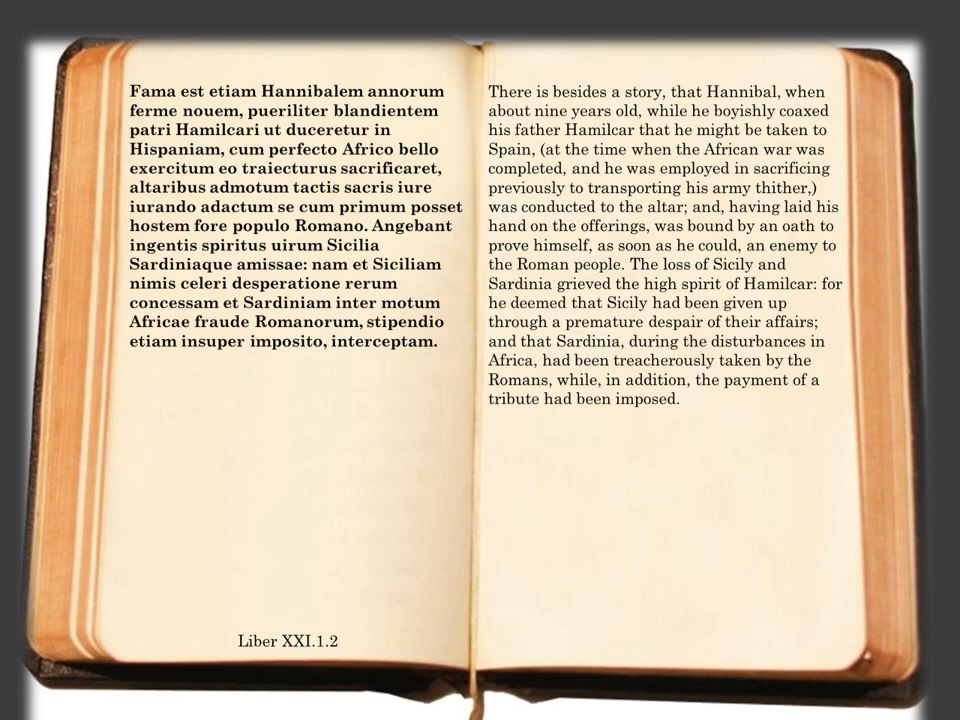 Fama est etiam Hannibalem annorum
ferme nouem, pueriliter blandientem
patri Hamilcari ut duceretur in
Hispaniam, cum perfecto Africo bello
exercitum eo traiecturus sacrificaret,
altaribus admotum tactis sacris iure
iurando adactum se cum primum posset
hostem fore populo Romano. Angebant
ingentis spiritus uirum Sicilia
Sardiniaque amissae: nam et Siciliam
nimis celeri desperatione rerum
concessam et Sardiniam inter motum
Africae fraude Romanorum, stipendio
etiam insuper imposito, interceptam.
Liber XXI.1.2
There is besides a story, that Hannibal, when
about nine years old, while he boyishly coaxed
his father Hamilcar that he might be taken to
Spain, (at the time when the African war was
completed, and he was employed in sacrificing
previously to transporting his army thither,)
was conducted to the altar; and, having laid his
hand on the offerings, was bound by an oath to
prove himself, as soon as he could, an enemy to
the Roman people. The loss of Sicily and
Sardinia grieved the high spirit of Hamilcar: for
he deemed that Sicily had been given up
through a premature despair of their affairs;
and that Sardinia, during the disturbances in
Africa, had been treacherously taken by the
Romans, while, in addition, the payment of a
tribute had been imposed.